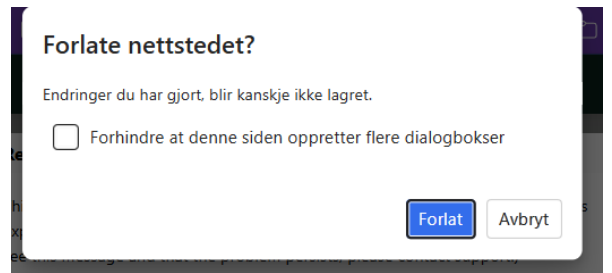 Forlate nettstedet?
Endringer du har gjort, blir kanskje ikke lagret.
Forhindre at denne siden oppretter flere dialogbokser
Forlat
Avbryt